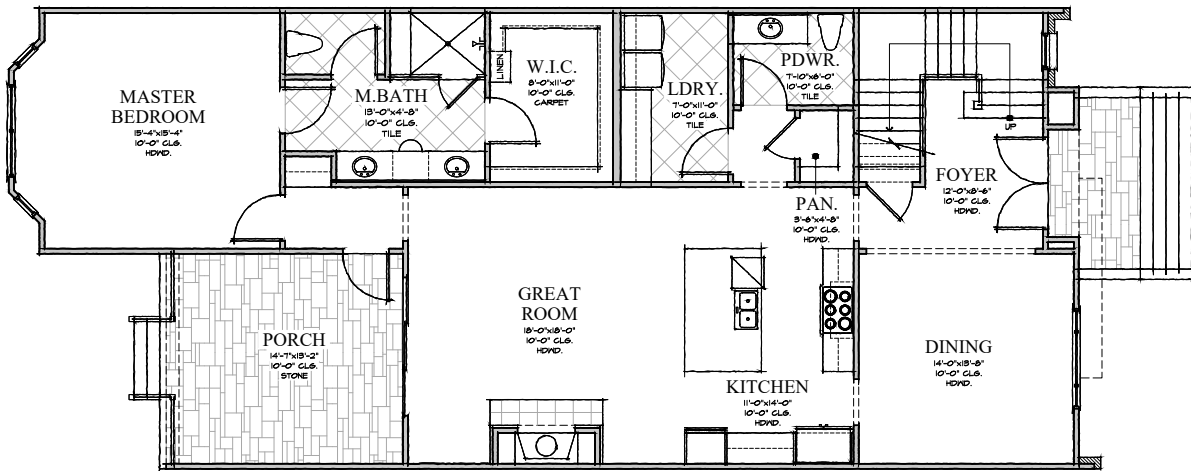 MASTER
BEDROOM
15'-4"x15'-4"
10'-0" CLG.
HDWD.
M.BATH
13'-0"x4'-8"
10'-0" CLG.
TILE
LINEN
W.I.C.
8'-0"x11'-0"
10'-0" CLG.
CARPET
LDRY.
7'-0"x11'-0"
10'-0" CLG.
TILE
PDWR.
7'-10"x6'-0"
10'-0" CLG.
TILE
UP
FOYER
12'-0"x8'-6"
10'-0" CLG.
HDWD.
PAN.
3'-6"x4'-8"
10'-0" CLG.
HDWD.
PORCH
14'-7"x13'-2"
10'-0" CLG.
STONE
GREAT
ROOM
18'-0"x18'-0"
10'-0" CLG.
HDWD.
KITCHEN
11'-0"x14'-0"
10'-0" CLG.
HDWD.
DINING
14'-0"x13'-8"
10'-0" CLG.
HDWD.